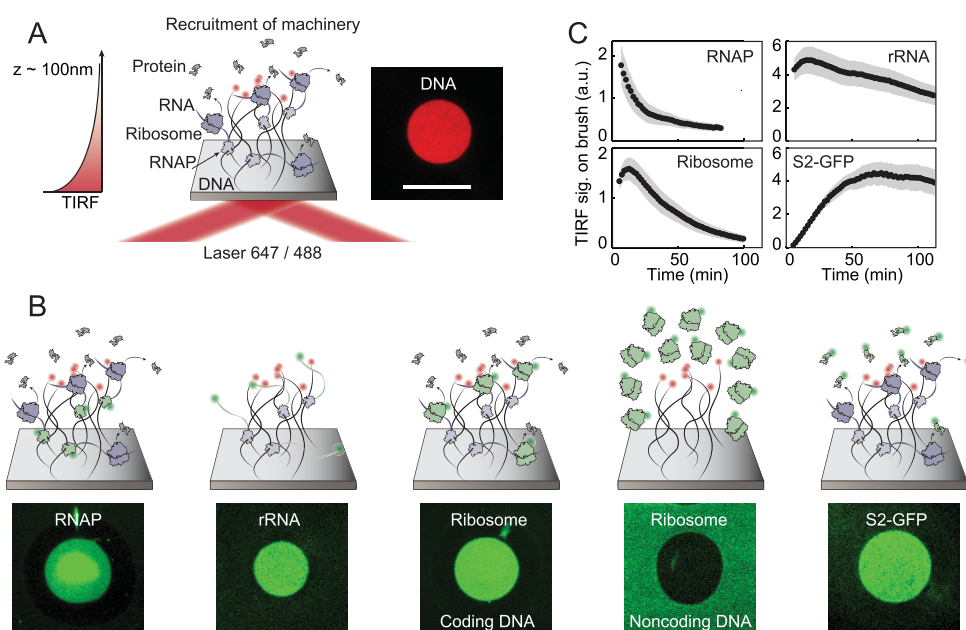 A
Recruitment of machinery
z ~ 100nm
Protein
RNA
Ribosome
RNAP
DNA
TIRF
Laser 647 / 488
DNA
C
TIRF sig. on brush (a.u.)
2
1
0
RNAP
6
4
2
0
rRNA
2
1
0
Ribosome
0
50
100
Time (min)
6
4
2
0
S2-GFP
0
50
100
Time (min)
B
RNAP
rRNA
Ribosome
Coding DNA
Ribosome
Noncoding DNA
S2-GFP